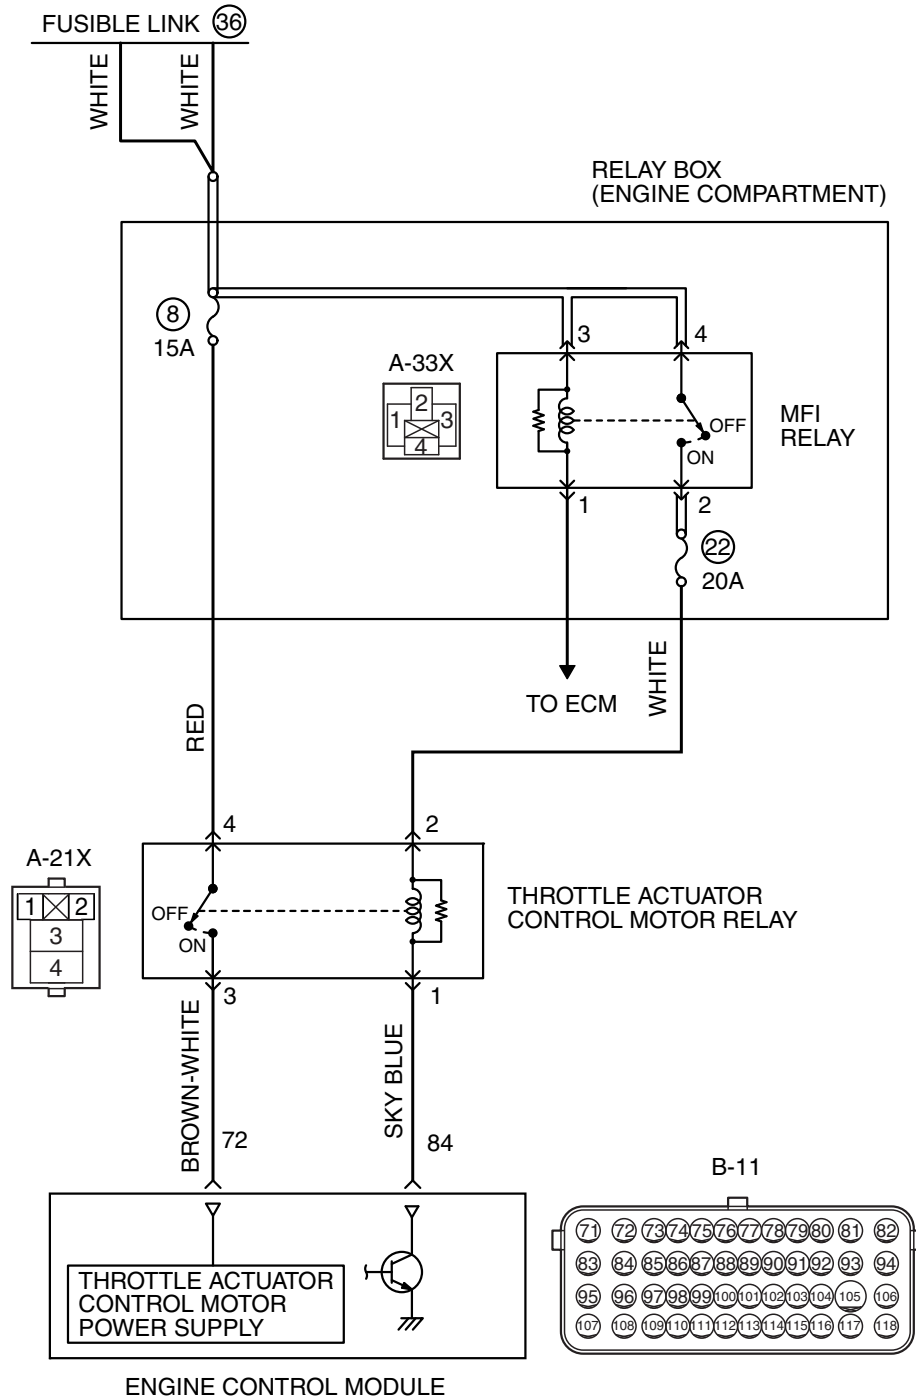 FUSIBLE LINK 36
WHITE
WHITE
RELAY BOX
(ENGINE COMPARTMENT)
8
15A
A-33X
1 2 3
4
3
4
OFF
ON
MFI
RELAY
1
2
22
20A
TO ECM
WHITE
RED
4
2
A-21X
1 2
3
4
OFF
ON
THROTTLE ACTUATOR
CONTROL MOTOR RELAY
3
1
BROWN-WHITE
SKY BLUE
72
84
B-11
71 72 73 74 75 76 77 78 79 80 81 82
83 84 85 86 87 88 89 90 91 92 93 94
95 96 97 98 99 100 101 102 103 104 105 106
107 108 109 110 111 112 113 114 115 116 117 118
THROTTLE ACTUATOR
CONTROL MOTOR
POWER SUPPLY
ENGINE CONTROL MODULE